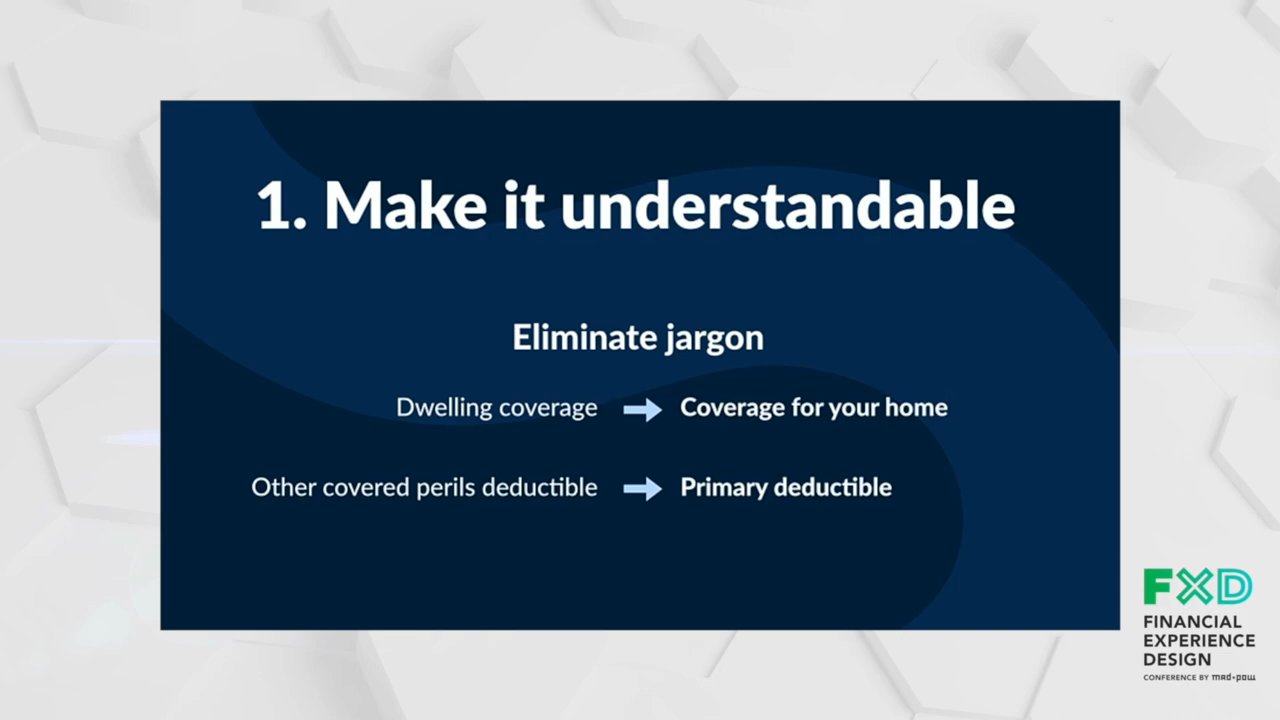 1. Make it understandable
Eliminate jargon
Dwelling coverage → Coverage for your home
Other covered perils deductible → Primary deductible
FXD
FINANCIAL
EXPERIENCE
DESIGN
CONFERENCE BY mad*pow